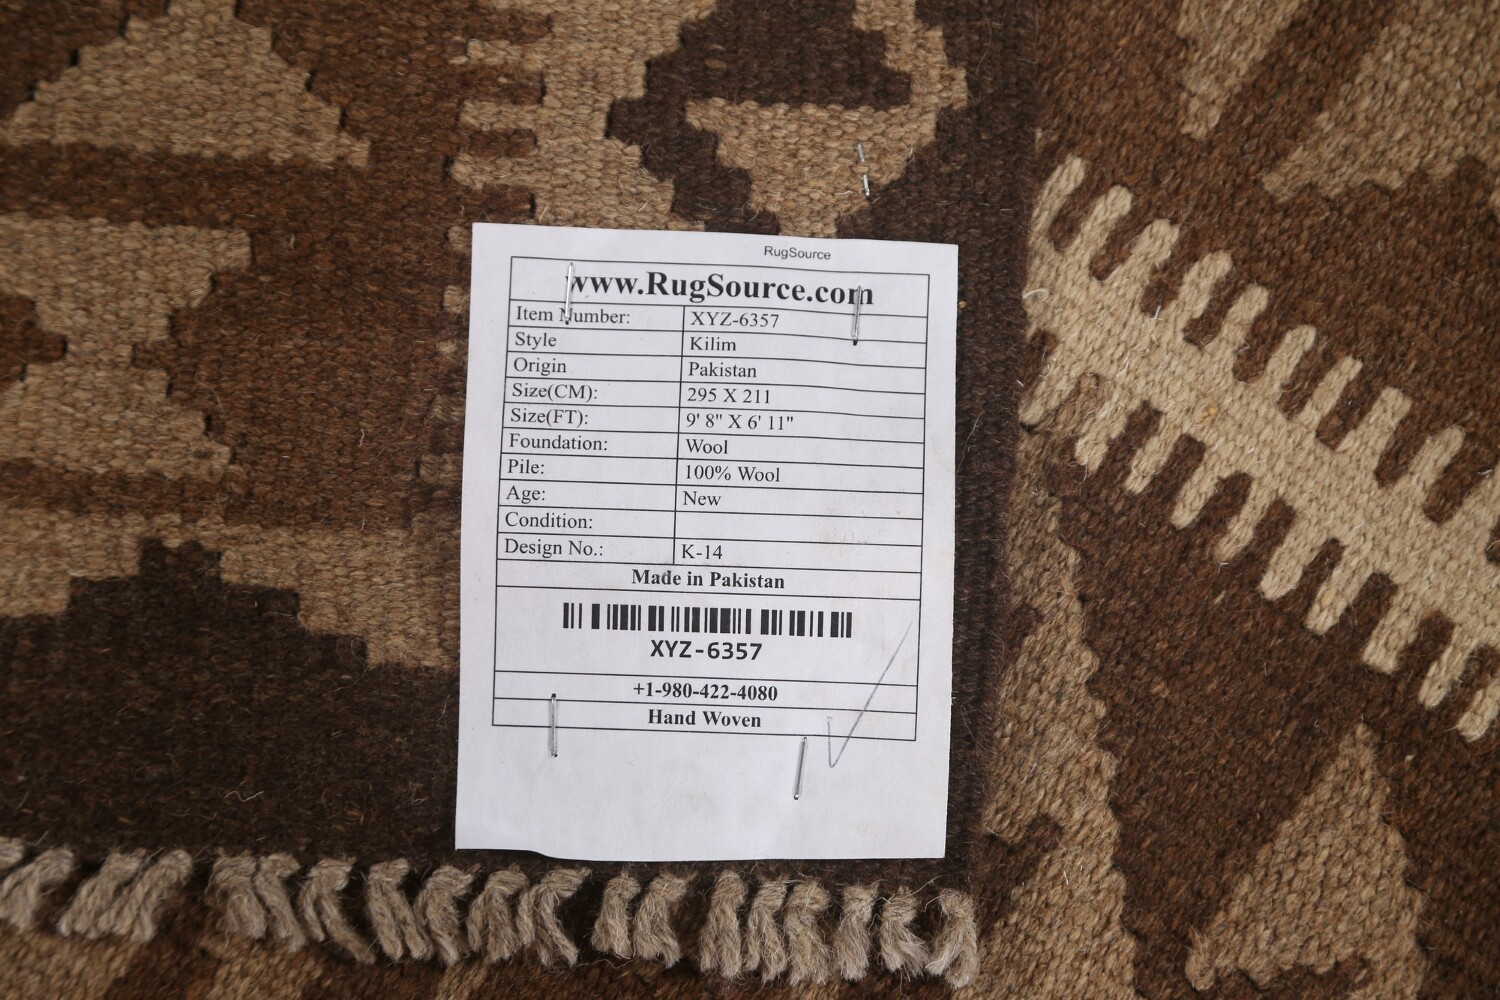 RugSource
www.RugSource.com
Item Number: XYZ-6357
Style Kilim
Origin Pakistan
Size(CM): 295 X 211
Size(FT): 9' 8" X 6' 11"
Foundation: Wool
Pile: 100% Wool
Age: New
Condition:
Design No.: K-14
Made in Pakistan
XYZ-6357
+1-980-422-4080
Hand Woven